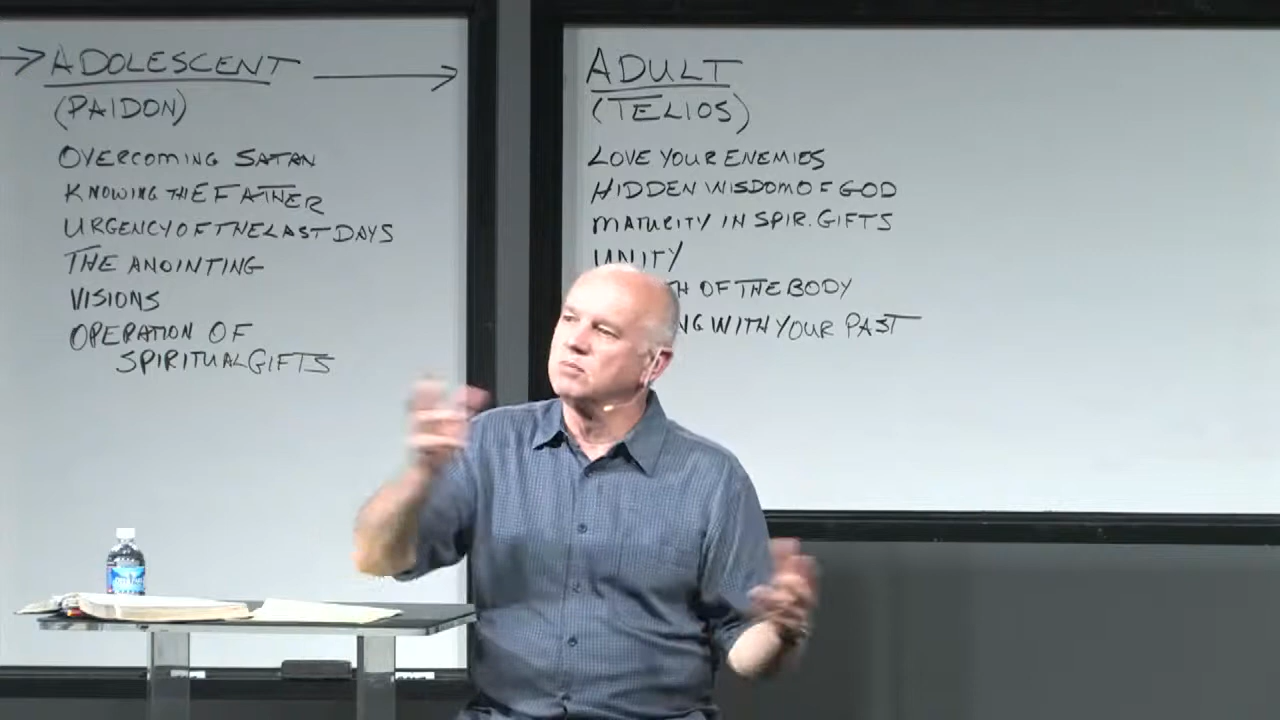 ADOLESCENT
(PAIDON)
OVERCOMING SATAN
KNOWING THE FATHER
URGENCY OF THE LAST DAYS
THE ANOINTING
VISIONS
OPERATION OF
SPIRITUAL GIFTS
ADULT
(TELIOS)
LOVE YOUR ENEMIES
HIDDEN WISDOM OF GOD
MATURITY IN SPIR. GIFTS
UNITY
OF THE BODY
WITH YOUR PAST